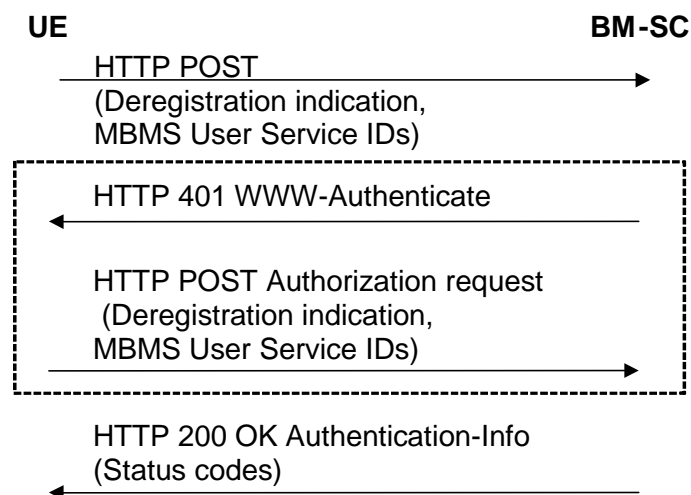 UE BM-SC
HTTP POST
(Deregistration indication,
MBMS User Service IDs)
HTTP 401 WWW-Authenticate
HTTP POST Authorization request
(Deregistration indication,
MBMS User Service IDs)
HTTP 200 OK Authentication-Info
(Status codes)